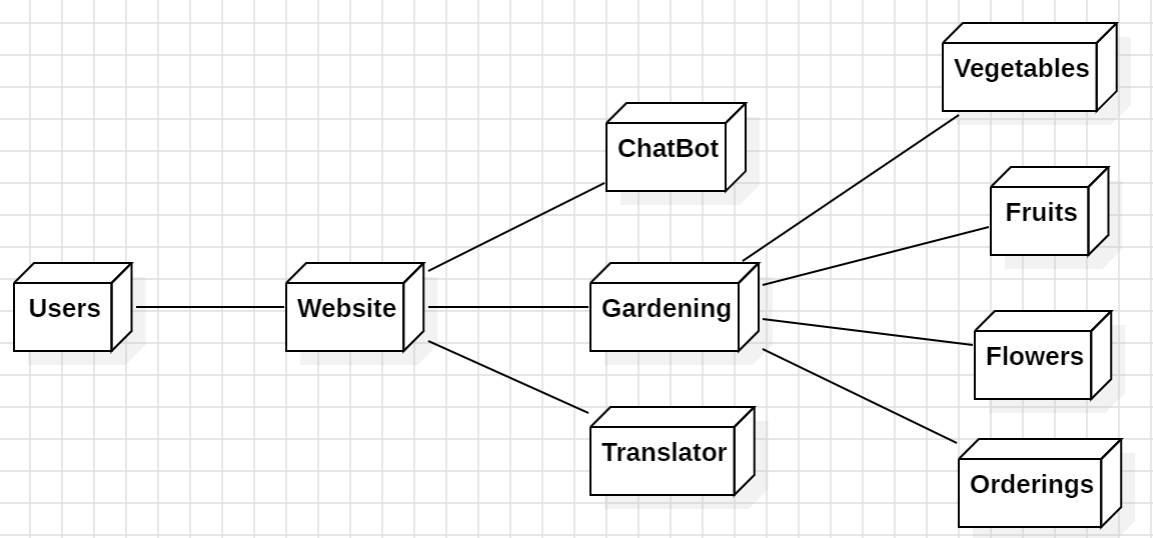 Vegetables
ChatBot
Fruits
Users
Website
Gardening
Flowers
Translator
Orderings